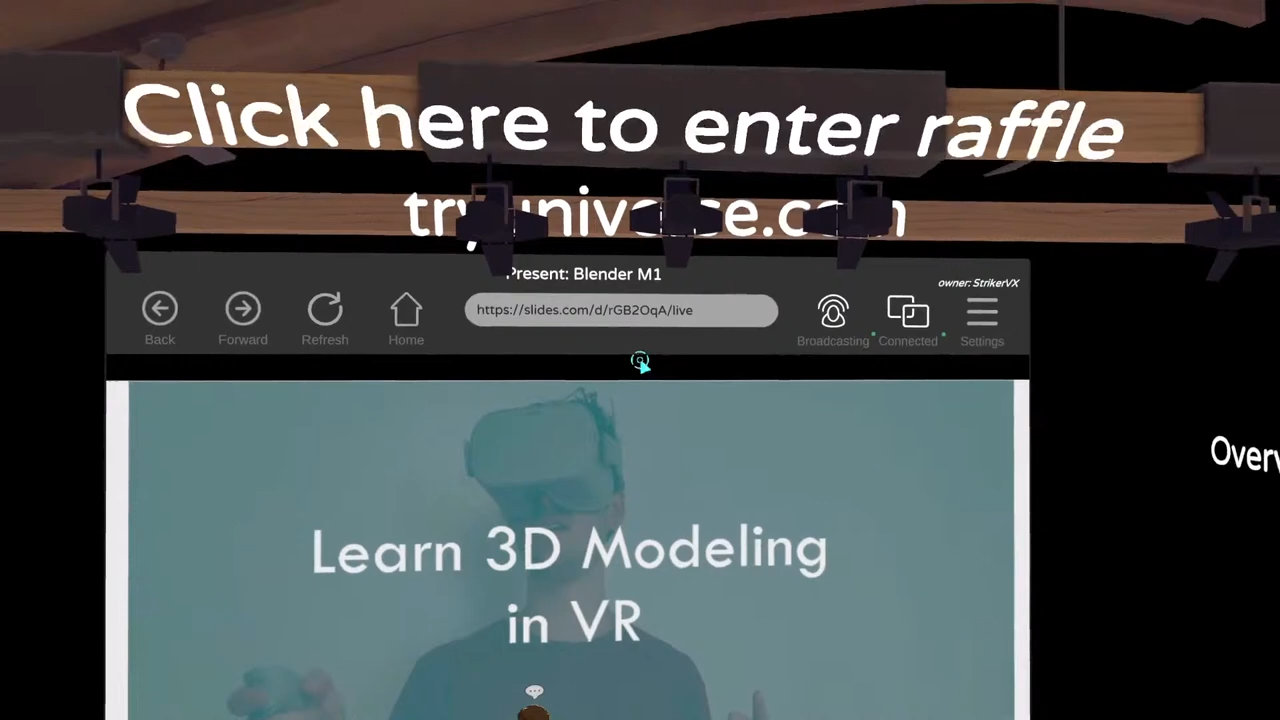 Click here to enter raffle
Present: Blender M1
owner: StrikerVX
https://slides.com/d/rGB2OqA/live
Back
Forward
Refresh
Home
Broadcasting
Connected
Settings
Learn 3D Modeling
in VR